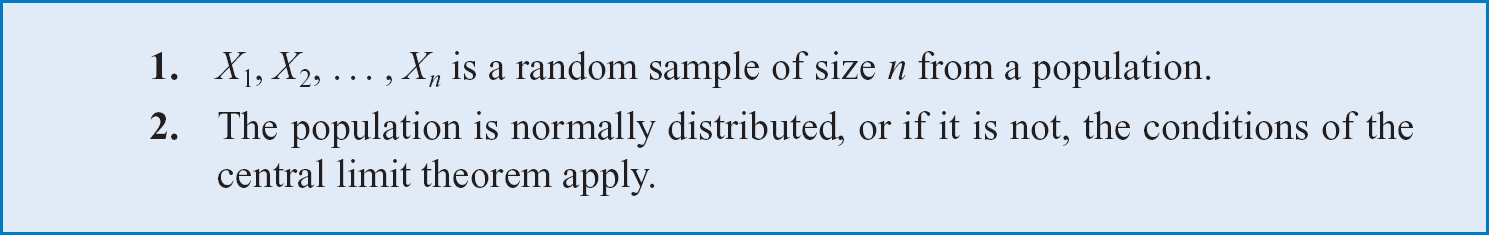 1. X₁, X₂, . . . , Xₙ is a random sample of size n from a population.
2. The population is normally distributed, or if it is not, the conditions of the
central limit theorem apply.